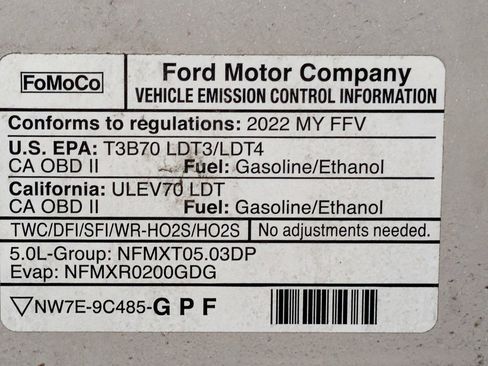 FoMoCo
Ford Motor Company
VEHICLE EMISSION CONTROL INFORMATION
Conforms to regulations: 2022 MY FFV
U.S. EPA: T3B70 LDT3/LDT4
CA OBD II Fuel: Gasoline/Ethanol
California: ULEV70 LDT
CA OBD II Fuel: Gasoline/Ethanol
TWC/DFI/SFI/WR-HO2S/HO2S No adjustments needed.
5.0L-Group: NFMXT05.03DP
Evap: NFMXR0200GDG
▽NW7E-9C485-GPF